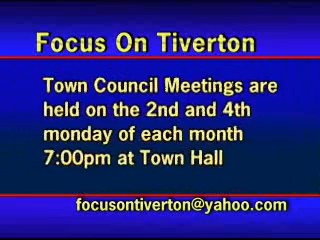 Focus On Tiverton
Town Council Meetings are
held on the 2nd and 4th
monday of each month
7:00pm at Town Hall
focusontiverton@yahoo.com